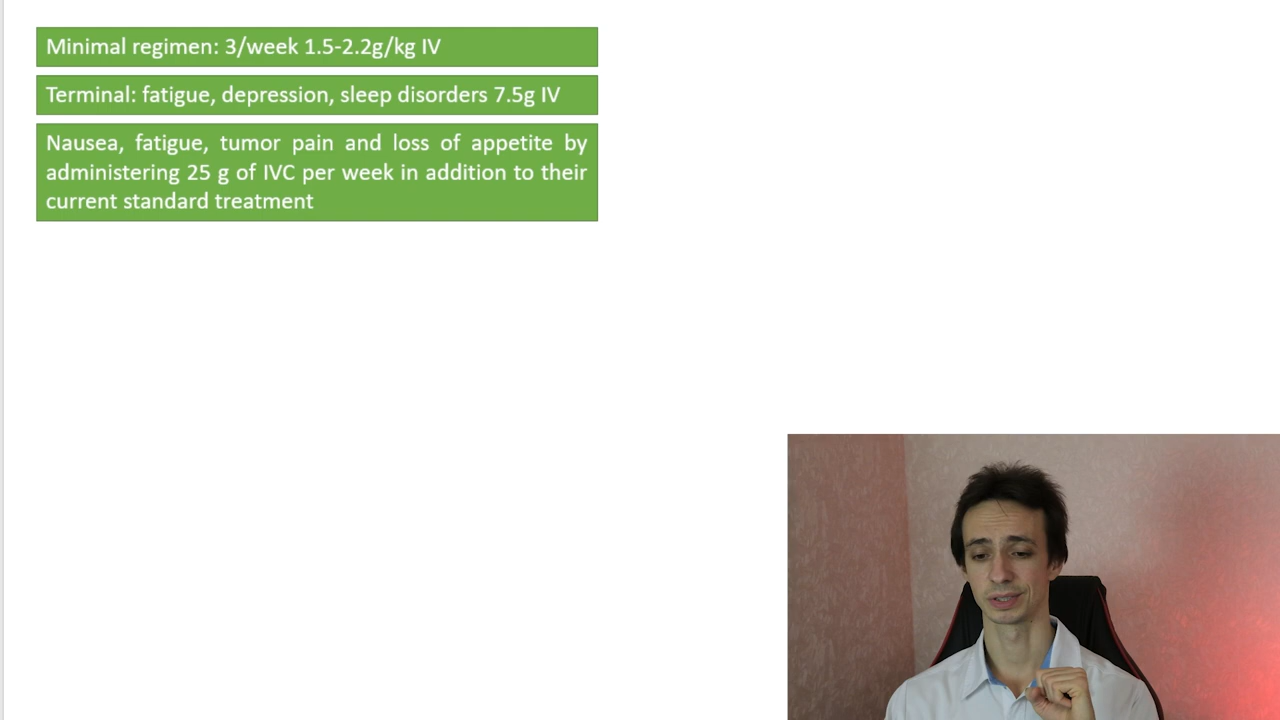 Minimal regimen: 3/week 1.5-2.2g/kg IV
Terminal: fatigue, depression, sleep disorders 7.5g IV
Nausea, fatigue, tumor pain and loss of appetite by
administering 25 g of IVC per week in addition to their
current standard treatment